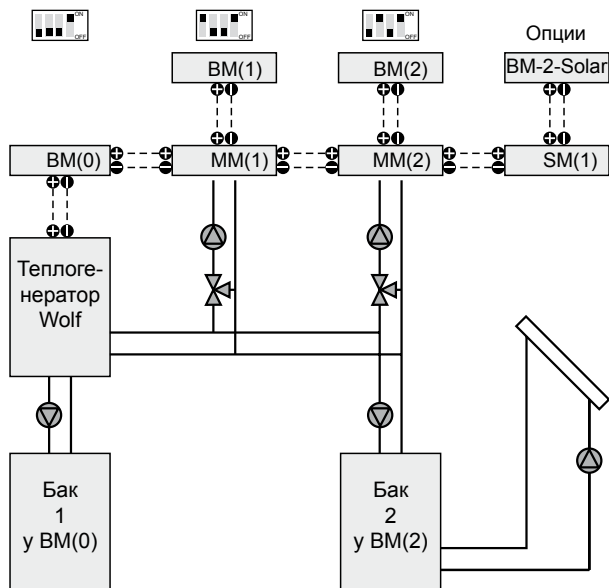 ON
OFF
ON
OFF
ON
OFF
Опции
BM(1)
BM(2)
BM-2-Solar
BM(0)
MM(1)
MM(2)
SM(1)
Теплоге-
нератор
Wolf
Бак
1
у BM(0)
Бак
2
у BM(2)